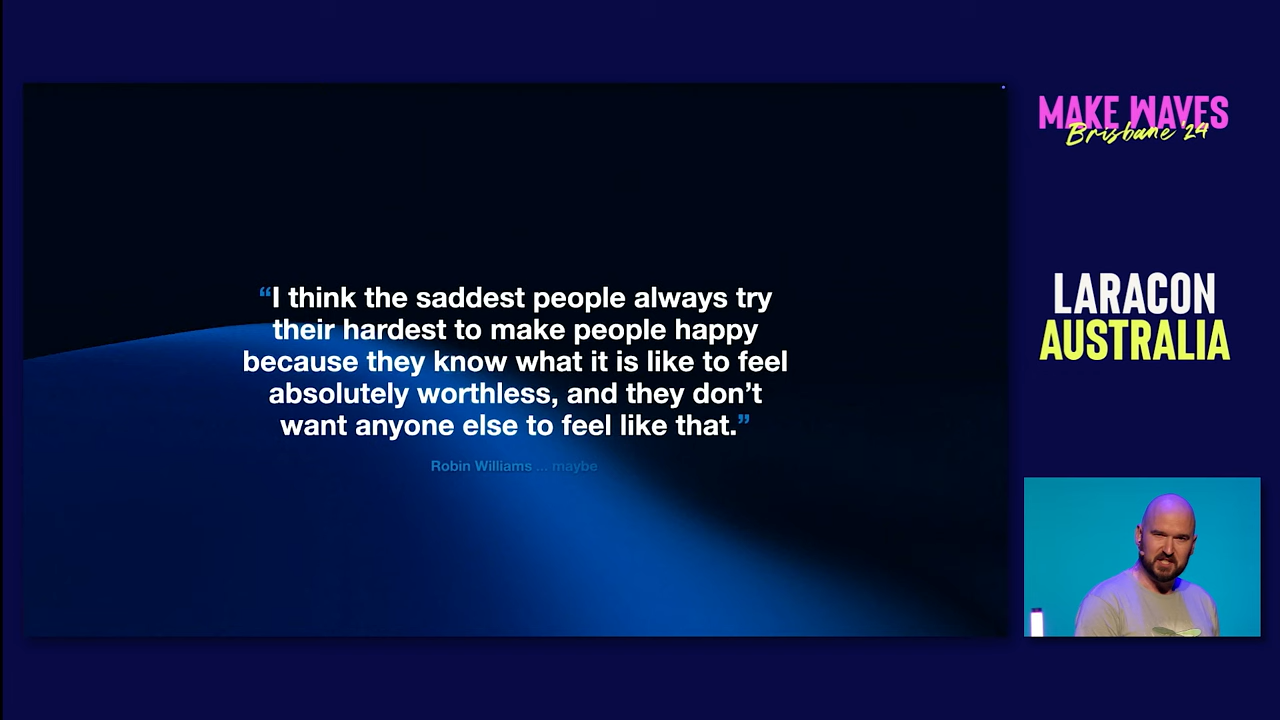 “I think the saddest people always try
their hardest to make people happy
because they know what it is like to feel
absolutely worthless, and they don’t
want anyone else to feel like that.”
Robin Williams ... maybe
MAKE WAVES
Brisbane '24
LARACON
AUSTRALIA